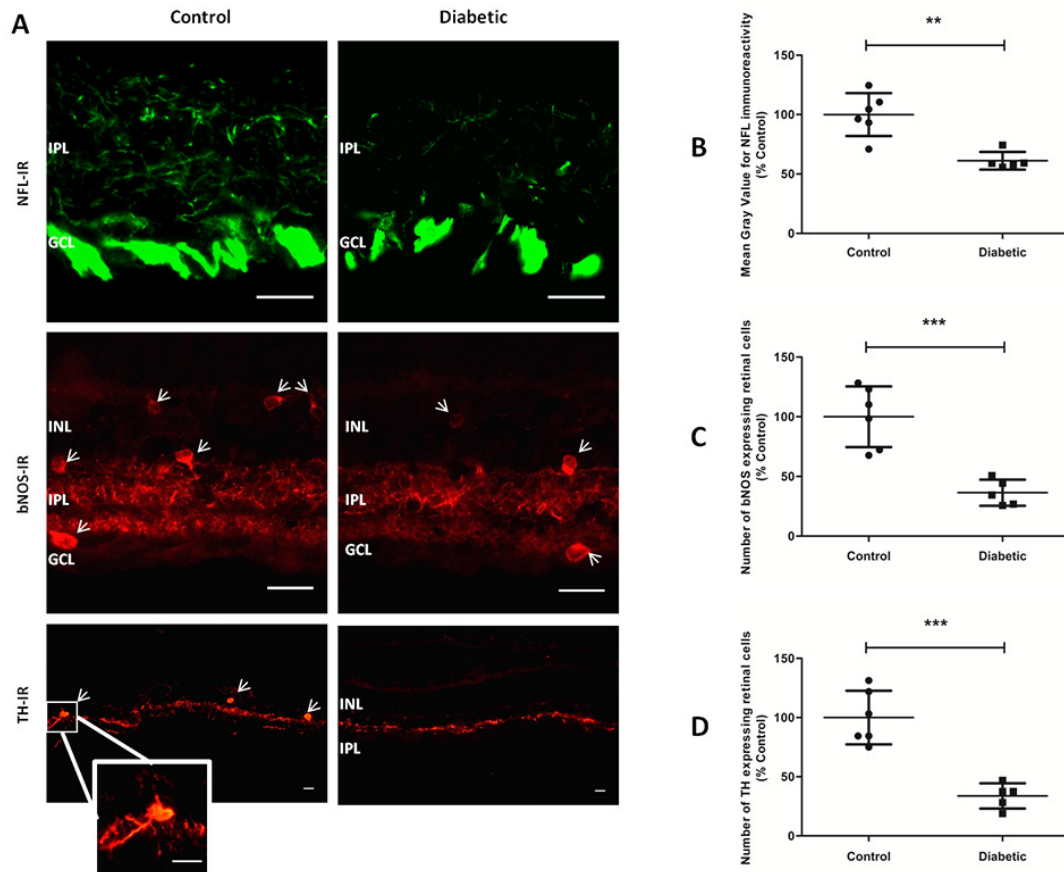 Control
Diabetic
A
NFL-IR
IPL
GCL
IPL
GCL
bNOS-IR
INL
IPL
GCL
INL
IPL
GCL
TH-IR
INL
IPL
B
Mean Gray Value for NFL immunoreactivity
(% Control)
150
100
50
0
**
Control
Diabetic
C
Number of bNOS expressing retinal cells
(% Control)
150
100
50
0
***
Control
Diabetic
D
Number of TH expressing retinal cells
(% Control)
150
100
50
0
***
Control
Diabetic